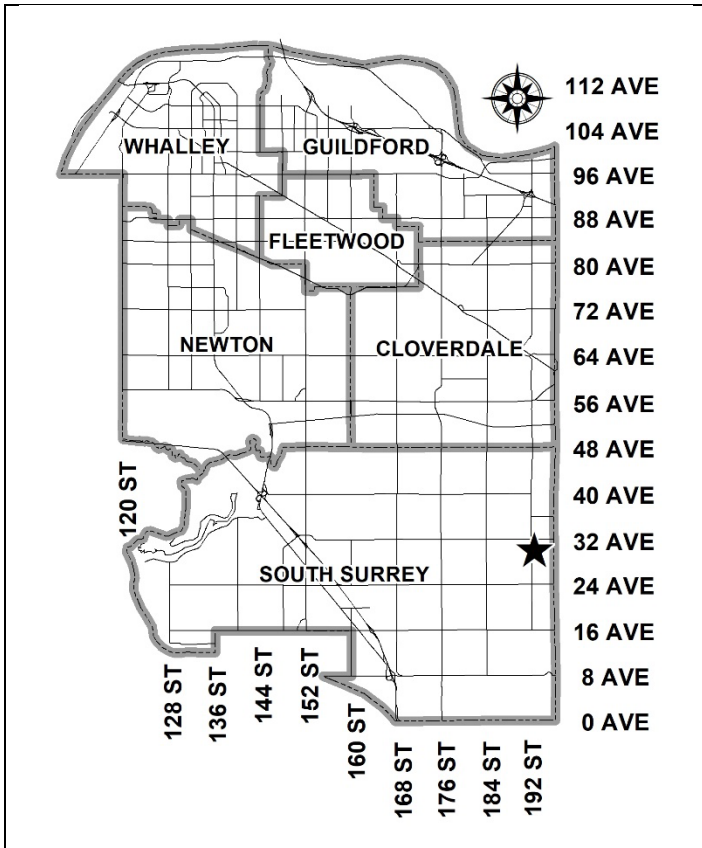 112 AVE
104 AVE
WHALLEY
GUILDFORD
96 AVE
88 AVE
FLEETWOOD
80 AVE
72 AVE
NEWTON
CLOVERDALE
64 AVE
56 AVE
48 AVE
120 ST
40 AVE
32 AVE
SOUTH SURREY
24 AVE
16 AVE
8 AVE
0 AVE
128 ST
136 ST
144 ST
152 ST
160 ST
168 ST
176 ST
184 ST
192 ST